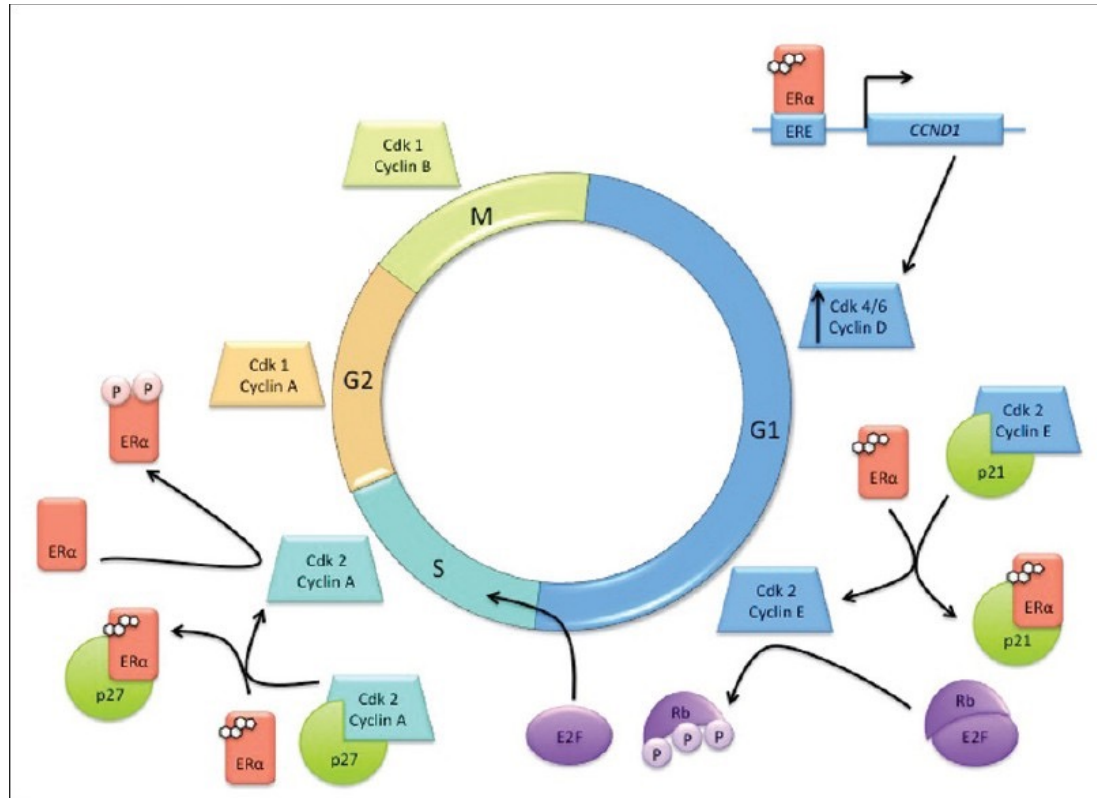 ERα
ERE
CCND1
Cdk 1
Cyclin B
M
Cdk 4/6
Cyclin D
Cdk 1
Cyclin A
G2
G1
P P
ERα
Cdk 2
Cyclin E
p21
ERα
ERα
Cdk 2
Cyclin A
S
Cdk 2
Cyclin E
ERα
p21
ERα
p27
Cdk 2
Cyclin A
p27
ERα
E2F
Rb
P P P
Rb
E2F